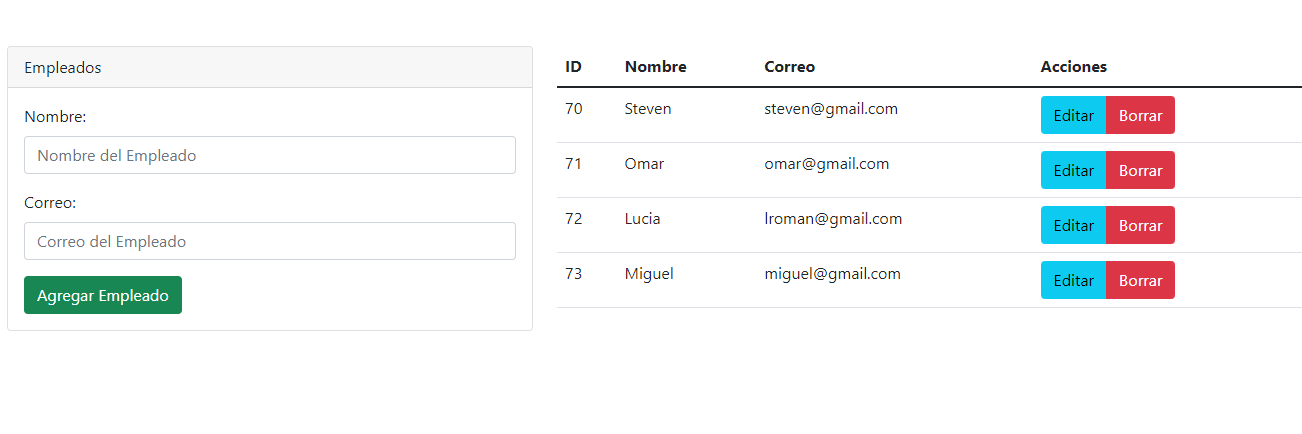 Empleados
Nombre:
Nombre del Empleado
Correo:
Correo del Empleado
Agregar Empleado
ID Nombre Correo Acciones
70 Steven steven@gmail.com Editar Borrar
71 Omar omar@gmail.com Editar Borrar
72 Lucia lroman@gmail.com Editar Borrar
73 Miguel miguel@gmail.com Editar Borrar